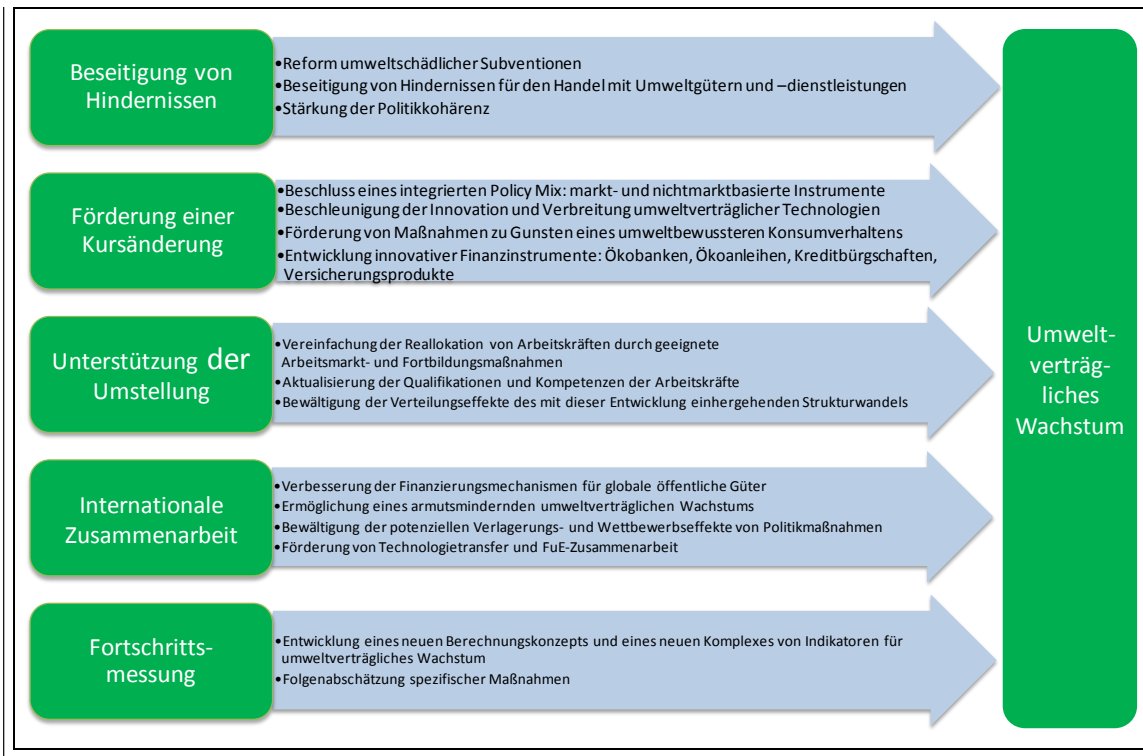 Beseitigung von
Hindernissen
•Reform umweltschädlicher Subventionen
•Beseitigung von Hindernissen für den Handel mit Umweltgütern und –dienstleistungen
•Stärkung der Politikkohärenz
Förderung einer
Kursänderung
•Beschluss eines integrierten Policy Mix: markt- und nichtmarktbasierte Instrumente
•Beschleunigung der Innovation und Verbreitung umweltverträglicher Technologien
•Förderung von Maßnahmen zu Gunsten eines umweltbewussteren Konsumverhaltens
•Entwicklung innovativer Finanzinstrumente: Ökobanken, Ökoanleihen, Kreditbürgschaften,
Versicherungsprodukte
Unterstützung der
Umstellung
•Vereinfachung der Reallokation von Arbeitskräften durch geeignete
Arbeitsmarkt- und Fortbildungsmaßnahmen
•Aktualisierung der Qualifikationen und Kompetenzen der Arbeitskräfte
•Bewältigung der Verteilungseffekte des mit dieser Entwicklung einhergehenden Strukturwandels
Internationale
Zusammenarbeit
•Verbesserung der Finanzierungsmechanismen für globale öffentliche Güter
•Ermöglichung eines armutsmindernden umweltverträglichen Wachstums
•Bewältigung der potenziellen Verlagerungs- und Wettbewerbseffekte von Politikmaßnahmen
•Förderung von Technologietransfer und FuE-Zusammenarbeit
Fortschritts-
messung
•Entwicklung eines neuen Berechnungskonzepts und eines neuen Komplexes von Indikatoren für
umweltverträgliches Wachstum
•Folgenabschätzung spezifischer Maßnahmen
Umwelt-
verträg-
liches
Wachstum